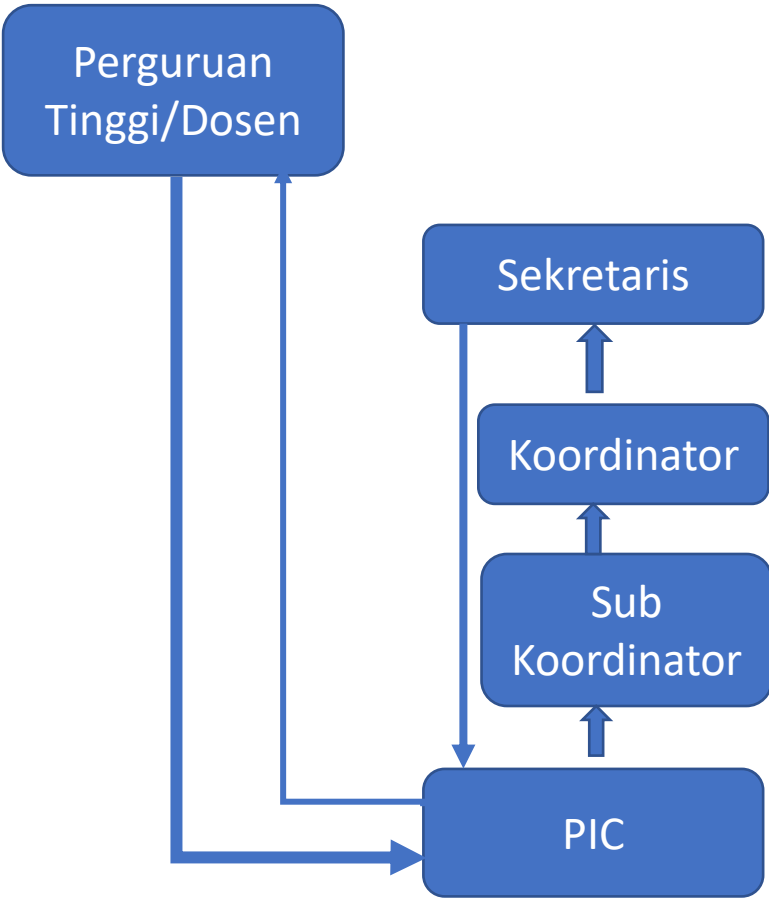 Perguruan
Tinggi/Dosen
Sekretaris
Koordinator
Sub
Koordinator
PIC